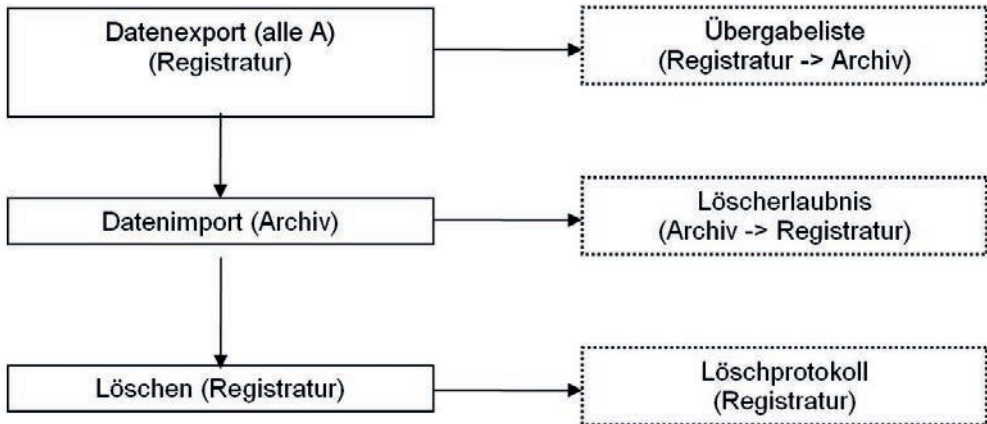 Datenexport (alle A)
(Registratur)
Übergabeliste
(Registratur -> Archiv)
Datenimport (Archiv)
Löscherlaubnis
(Archiv -> Registratur)
Löschen (Registratur)
Löschprotokoll
(Registratur)